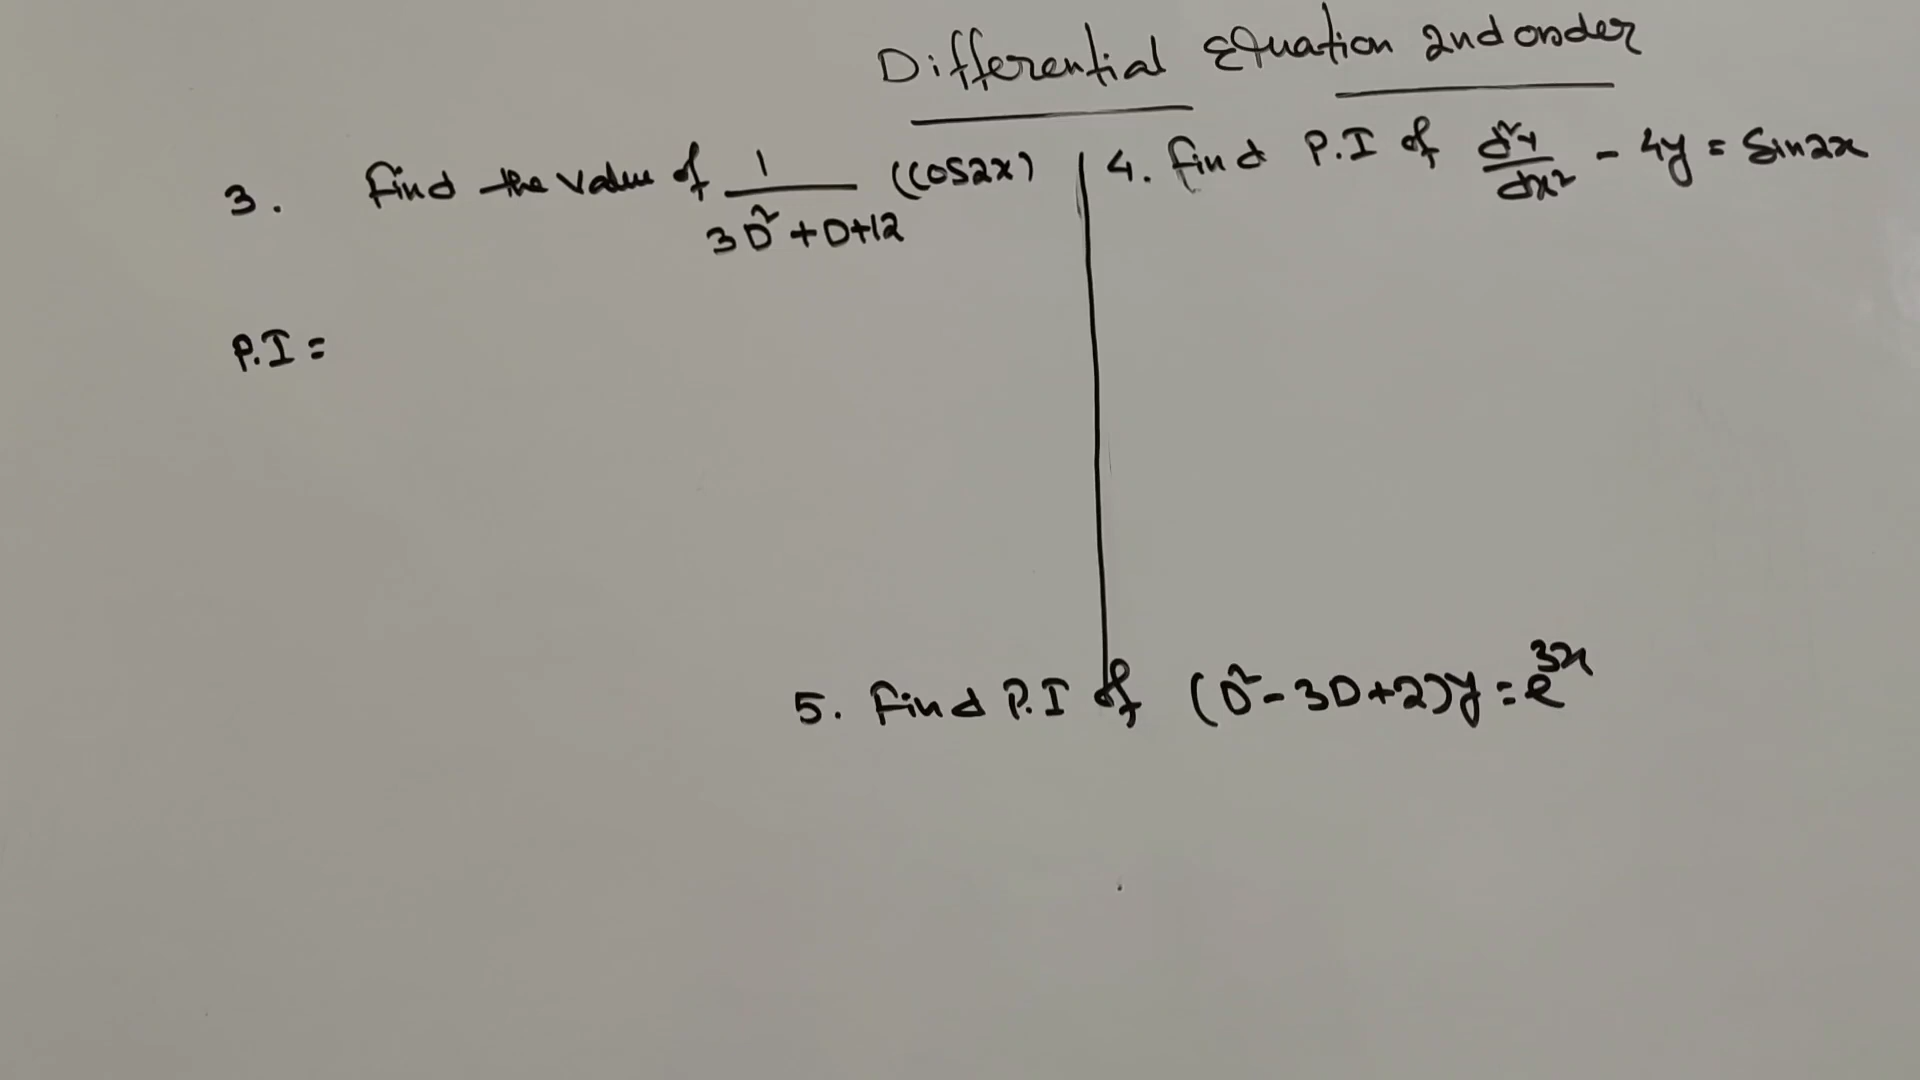 Differential Equation 2nd order
3. Find the value of 1/(3D²+D+12) (cos2x)
P.I =
4. Find P.I of d²y/dx² - 4y = Sin2x
5. Find P.I of (D²-3D+2)y = e^3x